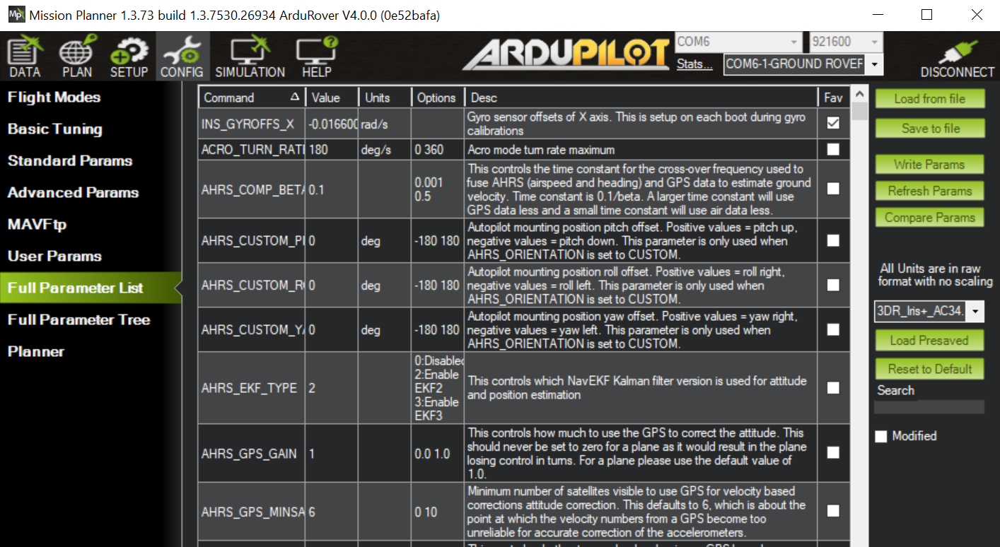 Mission Planner 1.3.73 build 1.3.7530.26934 ArduRover V4.0.0 (0e52bafa)
DATA PLAN SETUP CONFIG SIMULATION HELP
ARDUPILOT
COM6 921600
Stats... COM6-1-GROUND ROVEF
DISCONNECT
Flight Modes
Basic Tuning
Standard Params
Advanced Params
MAVFtp
User Params
Full Parameter List
Full Parameter Tree
Planner
Command Value Units Options Desc Fav
INS_GYROFFS_X -0.016600 rad/s
Gyro sensor offsets of X axis. This is setup on each boot during gyro
calibrations
ACRO_TURN_RATI 180 deg/s 0 360 Acro mode turn rate maximum
AHRS_COMP_BETA 0.1
0.001
0.5
This controls the time constant for the cross-over frequency used to
fuse AHRS (airspeed and heading) and GPS data to estimate ground
velocity. Time constant is 0.1/beta. A larger time constant will use
GPS data less and a small time constant will use air data less.
AHRS_CUSTOM_PI 0 deg -180 180
Autopilot mounting position pitch offset. Positive values = pitch up,
negative values = pitch down. This parameter is only used when
AHRS_ORIENTATION is set to CUSTOM.
AHRS_CUSTOM_RO 0 deg -180 180
Autopilot mounting position roll offset. Positive values = roll right,
negative values = roll left. This parameter is only used when
AHRS_ORIENTATION is set to CUSTOM.
AHRS_CUSTOM_YA 0 deg -180 180
Autopilot mounting position yaw offset. Positive values = yaw right,
negative values = yaw left. This parameter is only used when
AHRS_ORIENTATION is set to CUSTOM.
AHRS_EKF_TYPE 2
0:Disabled
2:Enable
EKF2
3:Enable
EKF3
This controls which NavEKF Kalman filter version is used for attitude
and position estimation
AHRS_GPS_GAIN 1 0.0 1.0
This controls how much to use the GPS to correct the attitude. This
should never be set to zero for a plane as it would result in the plane
losing control in turns. For a plane please use the default value of
1.0.
AHRS_GPS_MINSA 6 0 10
Minimum number of satellites visible to use GPS for velocity based
corrections attitude correction. This defaults to 6, which is about the
point at which the velocity numbers from a GPS become too
unreliable for accurate correction of the accelerometers.
Load from file
Save to file
Write Params
Refresh Params
Compare Params
All Units are in raw
format with no scaling
3DR_Iris+_AC34.
Load Presaved
Reset to Default
Search
Modified